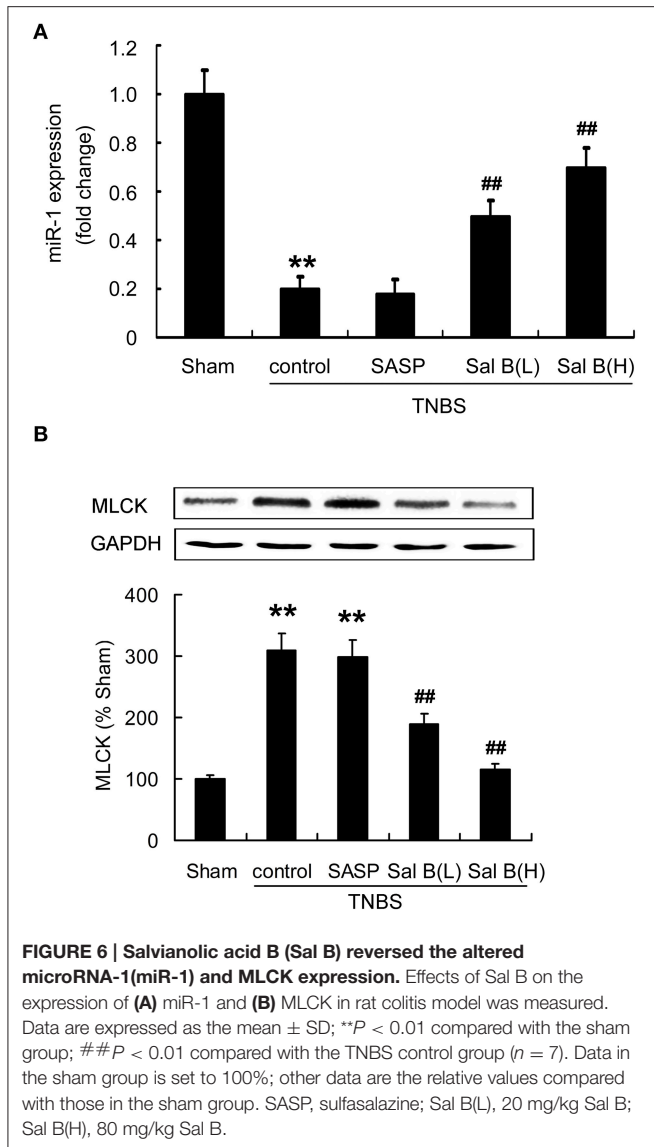 A
1.2
1.0
0.8
0.6
0.4
0.2
0
miR-1 expression
(fold change)
**
##
##
Sham control SASP Sal B(L) Sal B(H)
TNBS
B
MLCK
GAPDH
400
300
200
100
0
MLCK (% Sham)
**
**
##
##
Sham control SASP Sal B(L) Sal B(H)
TNBS
FIGURE 6 | Salvianolic acid B (Sal B) reversed the altered
microRNA-1(miR-1) and MLCK expression. Effects of Sal B on the
expression of (A) miR-1 and (B) MLCK in rat colitis model was measured.
Data are expressed as the mean ± SD; **P < 0.01 compared with the sham
group; ##P < 0.01 compared with the TNBS control group (n = 7). Data in
the sham group is set to 100%; other data are the relative values compared
with those in the sham group. SASP, sulfasalazine; Sal B(L), 20 mg/kg Sal B;
Sal B(H), 80 mg/kg Sal B.